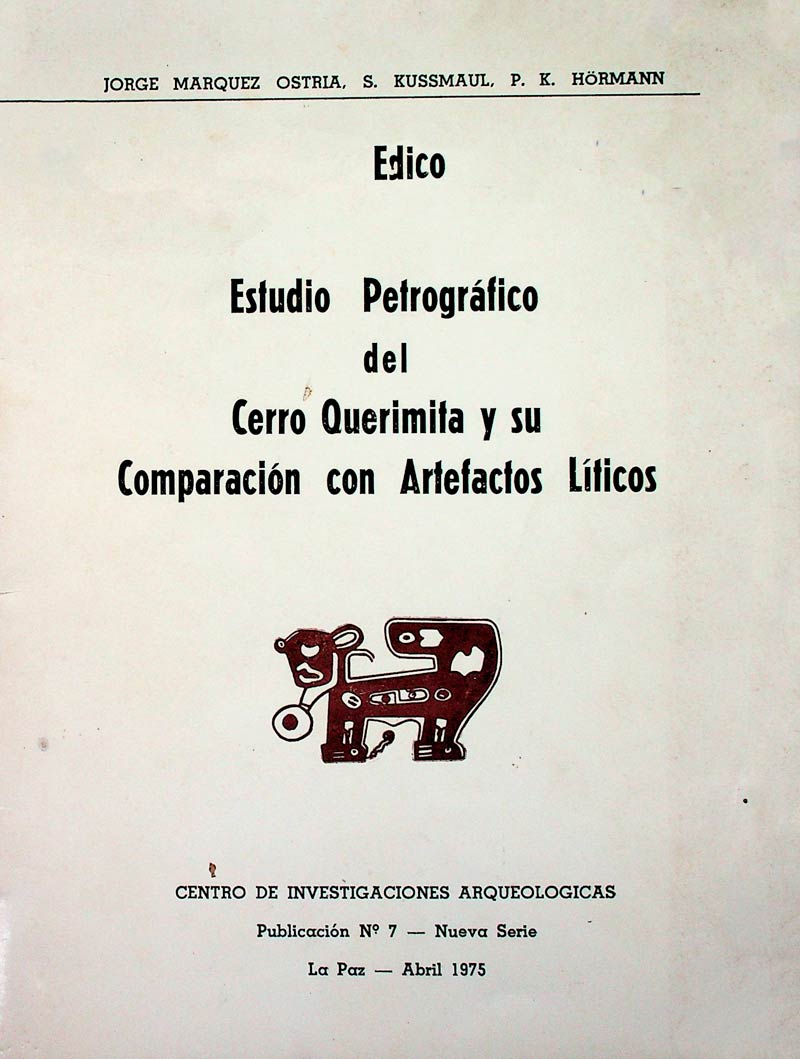 JORGE MARQUEZ OSTRIA, S. KUSSMAUL, P. K. HÖRMANN
Edico
Estudio Petrográfico
del
Cerro Querimita y su
Comparación con Artefactos Líticos
CENTRO DE INVESTIGACIONES ARQUEOLOGICAS
Publicación Nº 7 — Nueva Serie
La Paz — Abril 1975